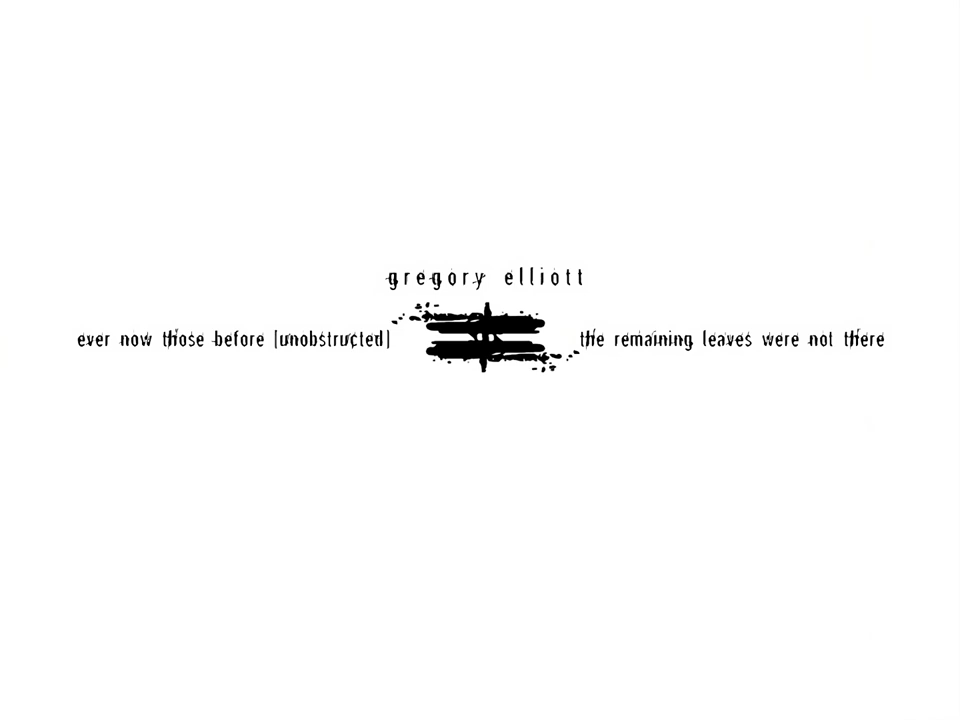 gregory elliott
ever now those before [unobstructed] the remaining leaves were not there